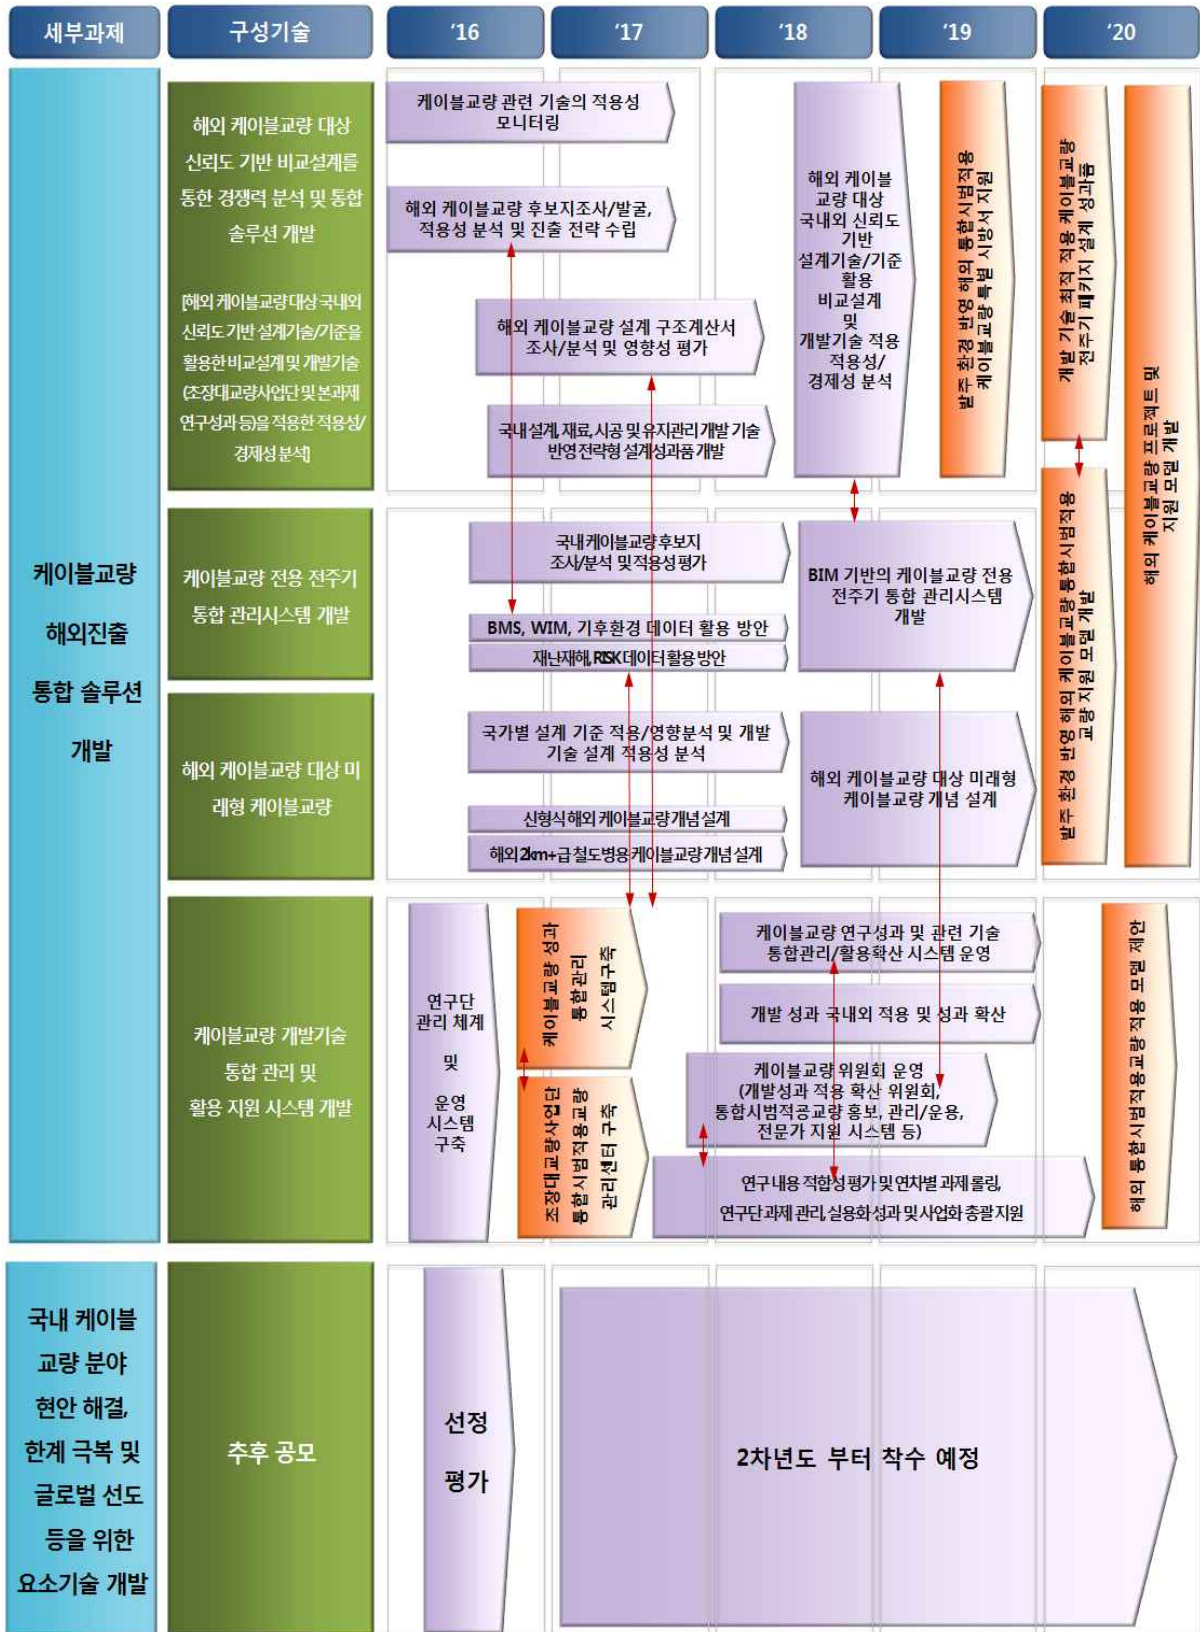 세부과제
구성기술
‘16
‘17
‘18
‘19
‘20
케이블교량
해외진출
통합 솔루션
개발
해외 케이블교량 대상
신뢰도 기반 비교설계를
통한 경쟁력 분석 및 통합
솔루션 개발
[해외 케이블교량 대상 국내외
신뢰도 기반 설계기술/기준을
활용한 비교설계 및 개발기술
(초장대교량사업단 및 본과제
연구성과 등)을 적용한 적용성/
경제성 분석]
케이블교량 관련 기술의 적용성
모니터링
해외 케이블교량 후보지조사/발굴,
적용성 분석 및 진출 전략 수립
해외 케이블교량 설계 구조계산서
조사/분석 및 영향성 평가
국내 설계, 재료, 시공 및 유지관리 개발 기술
반영 전략형 설계성과품 개발
해외 케이블
교량 대상
국내외 신뢰도
기반
설계기술/기준
활용
비교설계
및
개발기술 적용
적용성/
경제성 분석
발주 환경 반영 해외 통합시범적용
케이블교량 특별 시방서 지원
개발 기술 최적 적용 케이블교량
전주기 패키지 설계 성과품
해외 케이블교량 프로젝트 및
지원 모델 개발
케이블교량 전용 전주기
통합 관리시스템 개발
국내 케이블교량 후보지
조사/분석 및 적용성 평가
BMS, WIM, 기후환경 데이터 활용 방안
재난재해, RISK 데이터 활용 방안
BIM 기반의 케이블교량 전용
전주기 통합 관리시스템
개발
발주 환경 반영 해외 케이블교량 통합시범적용
교량 지원 모델 개발
해외 케이블교량 대상 미
래형 케이블교량
국가별 설계 기준 적용/영향분석 및 개발
기술 설계 적용성 분석
신형식 해외 케이블교량 개념 설계
해외 2km+급 철도병용 케이블교량 개념 설계
해외 케이블교량 대상 미래형
케이블교량 개념 설계
케이블교량 개발기술
통합 관리 및
활용 지원 시스템 개발
연구단
관리 체계
및
운영
시스템
구축
케이블교량 성과
통합관리
시스템구축
초장대교량사업단
통합시범적용교량
관리센터 구축
케이블교량 연구성과 및 관련 기술
통합관리/활용확산 시스템 운영
개발 성과 국내외 적용 및 성과 확산
케이블교량 위원회 운영
(개발성과 적용 확산 위원회,
통합시범적공교량 홍보, 관리/운용,
전문가 지원 시스템 등)
연구 내용 적합성 평가 및 연차별 과제 롤링,
연구단 과제 관리, 실용화 성과 및 사업화 총괄 지원
해외 통합시범적용교량 적용 모델 제안
국내 케이블
교량 분야
현안 해결,
한계 극복 및
글로벌 선도
등을 위한
요소기술 개발
추후 공모
선정
평가
2차년도 부터 착수 예정